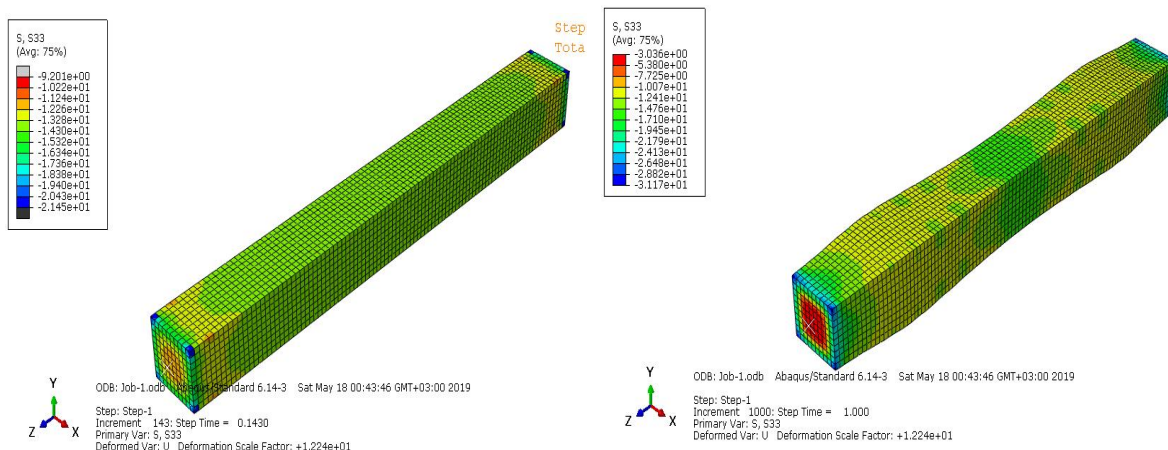 S, S33
(Avg: 75%)
-9.201e+00
-1.022e+01
-1.124e+01
-1.226e+01
-1.328e+01
-1.430e+01
-1.532e+01
-1.634e+01
-1.736e+01
-1.838e+01
-1.940e+01
-2.043e+01
-2.145e+01
Step
Tota
Y
Z
X
ODB: Job-1.odb Abaqus/Standard 6.14-3 Sat May 18 00:43:46 GMT+03:00 2019
Step: Step-1
Increment 143: Step Time = 0.1430
Primary Var: S, S33
Deformed Var: U Deformation Scale Factor: +1.224e+01
S, S33
(Avg: 75%)
-3.036e+00
-5.380e+00
-7.725e+00
-1.007e+01
-1.241e+01
-1.476e+01
-1.710e+01
-1.945e+01
-2.179e+01
-2.413e+01
-2.648e+01
-2.882e+01
-3.117e+01
Y
Z
X
ODB: Job-1.odb Abaqus/Standard 6.14-3 Sat May 18 00:43:46 GMT+03:00 2019
Step: Step-1
Increment 1000: Step Time = 1.000
Primary Var: S, S33
Deformed Var: U Deformation Scale Factor: +1.224e+01